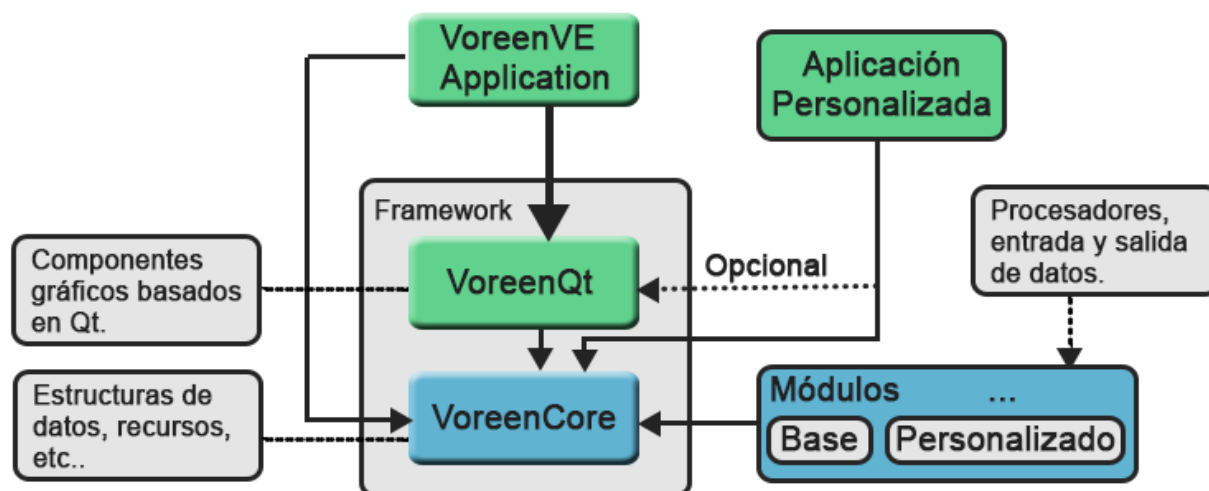 VoreenVE
Application
Aplicación
Personalizada
Framework
Procesadores,
entrada y salida
de datos.
Componentes
gráficos basados
en Qt.
VoreenQt
Opcional
Estructuras de
datos, recursos,
etc..
VoreenCore
Módulos ...
Base Personalizado